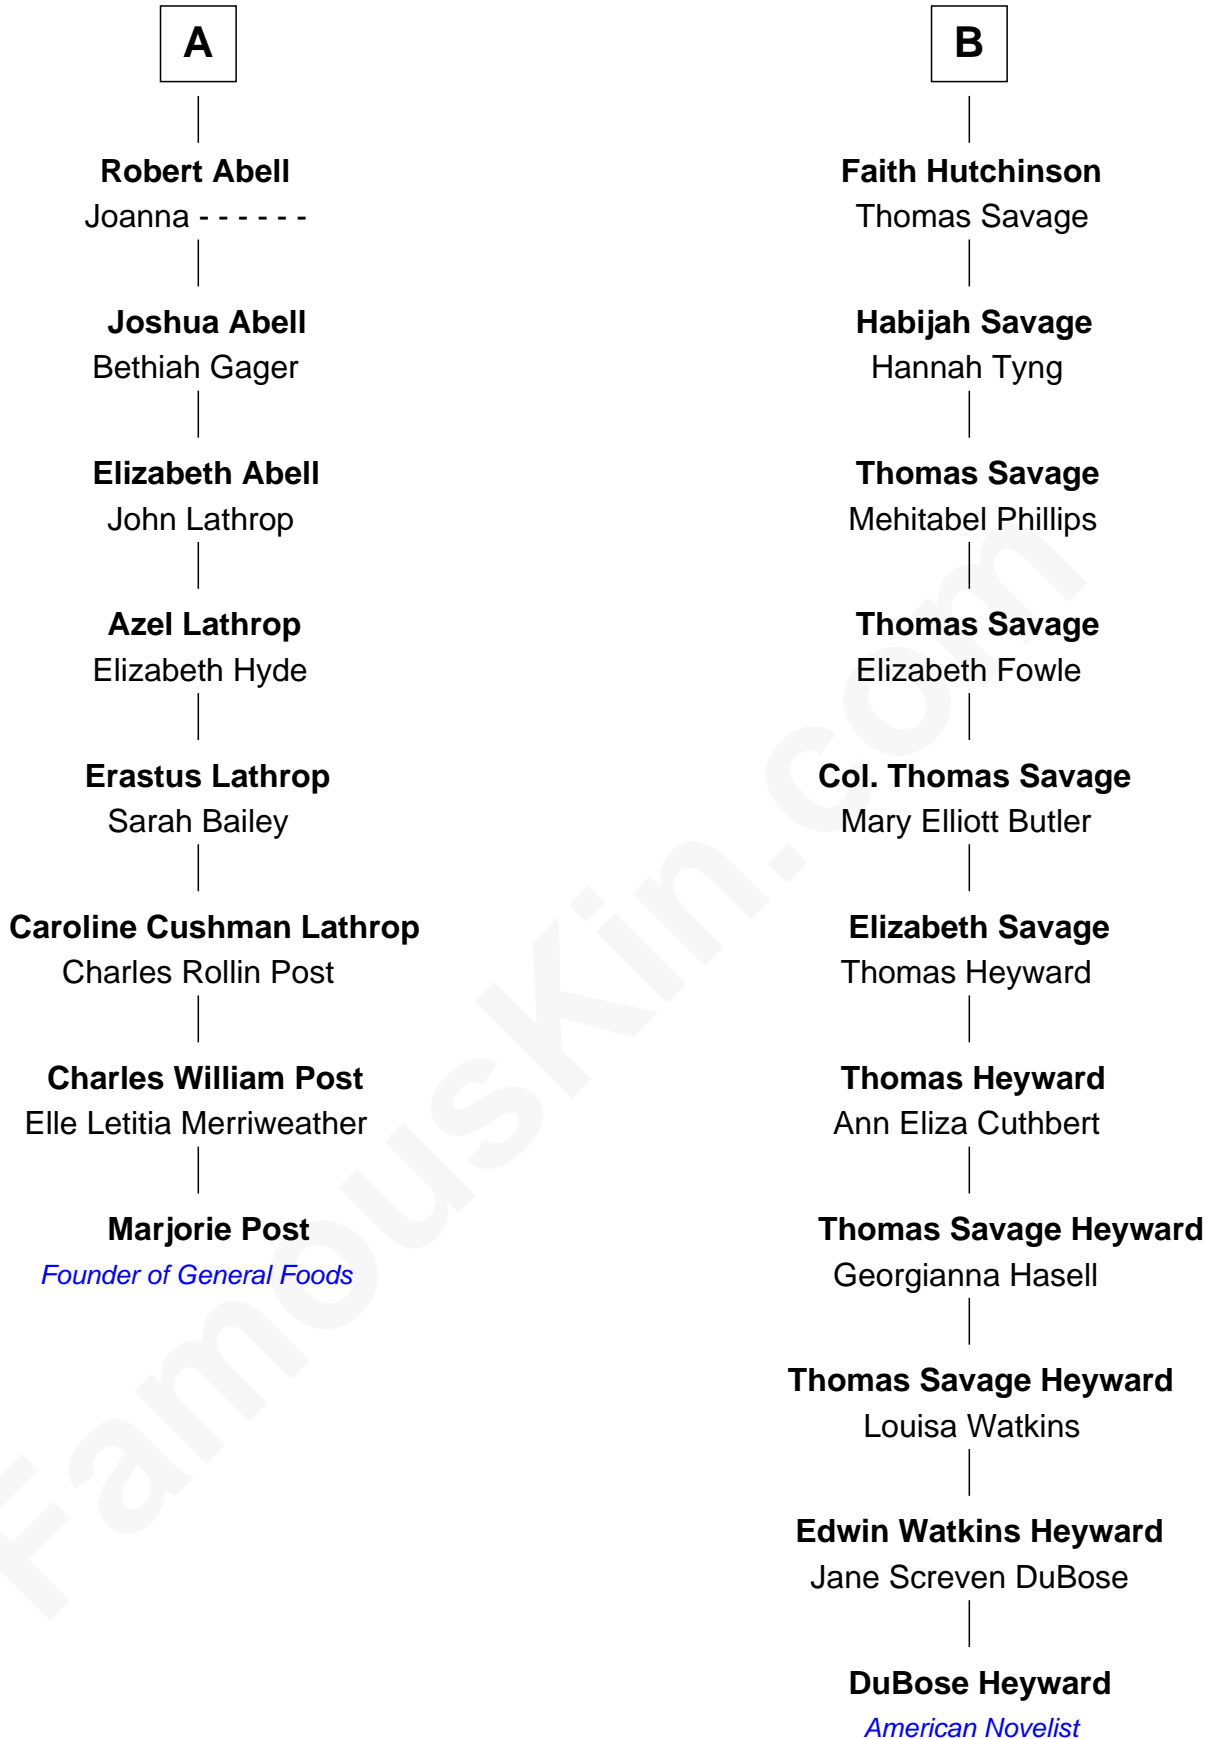 A
Robert Abell
Joanna - - - - - -
Joshua Abell
Bethiah Gager
Elizabeth Abell
John Lathrop
Azel Lathrop
Elizabeth Hyde
Erastus Lathrop
Sarah Bailey
Caroline Cushman Lathrop
Charles Rollin Post
Charles William Post
Elle Letitia Merriweather
Marjorie Post
Founder of General Foods
B
Faith Hutchinson
Thomas Savage
Habijah Savage
Hannah Tyng
Thomas Savage
Mehitabel Phillips
Thomas Savage
Elizabeth Fowle
Col. Thomas Savage
Mary Elliott Butler
Elizabeth Savage
Thomas Heyward
Thomas Heyward
Ann Eliza Cuthbert
Thomas Savage Heyward
Georgianna Hasell
Thomas Savage Heyward
Louisa Watkins
Edwin Watkins Heyward
Jane Screven DuBose
DuBose Heyward
American Novelist
FamousKin.com